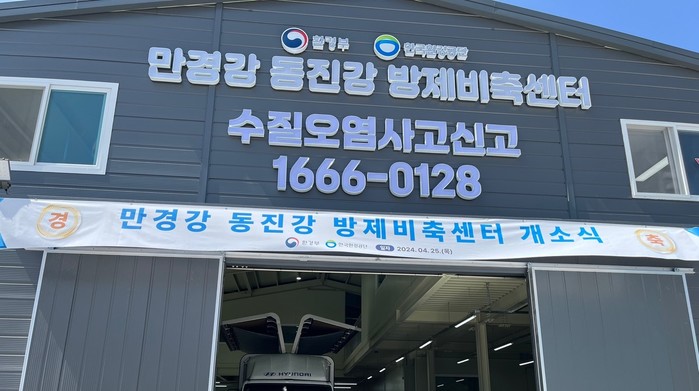 환경부 한국환경공단
만경강 동진강 방제비축센터
수질오염사고신고
1666-0128
경 만경강 동진강 방제비축센터 개소식 축
환경부 한국환경공단 일시 2024. 04. 25.(목)
HYUNDAI